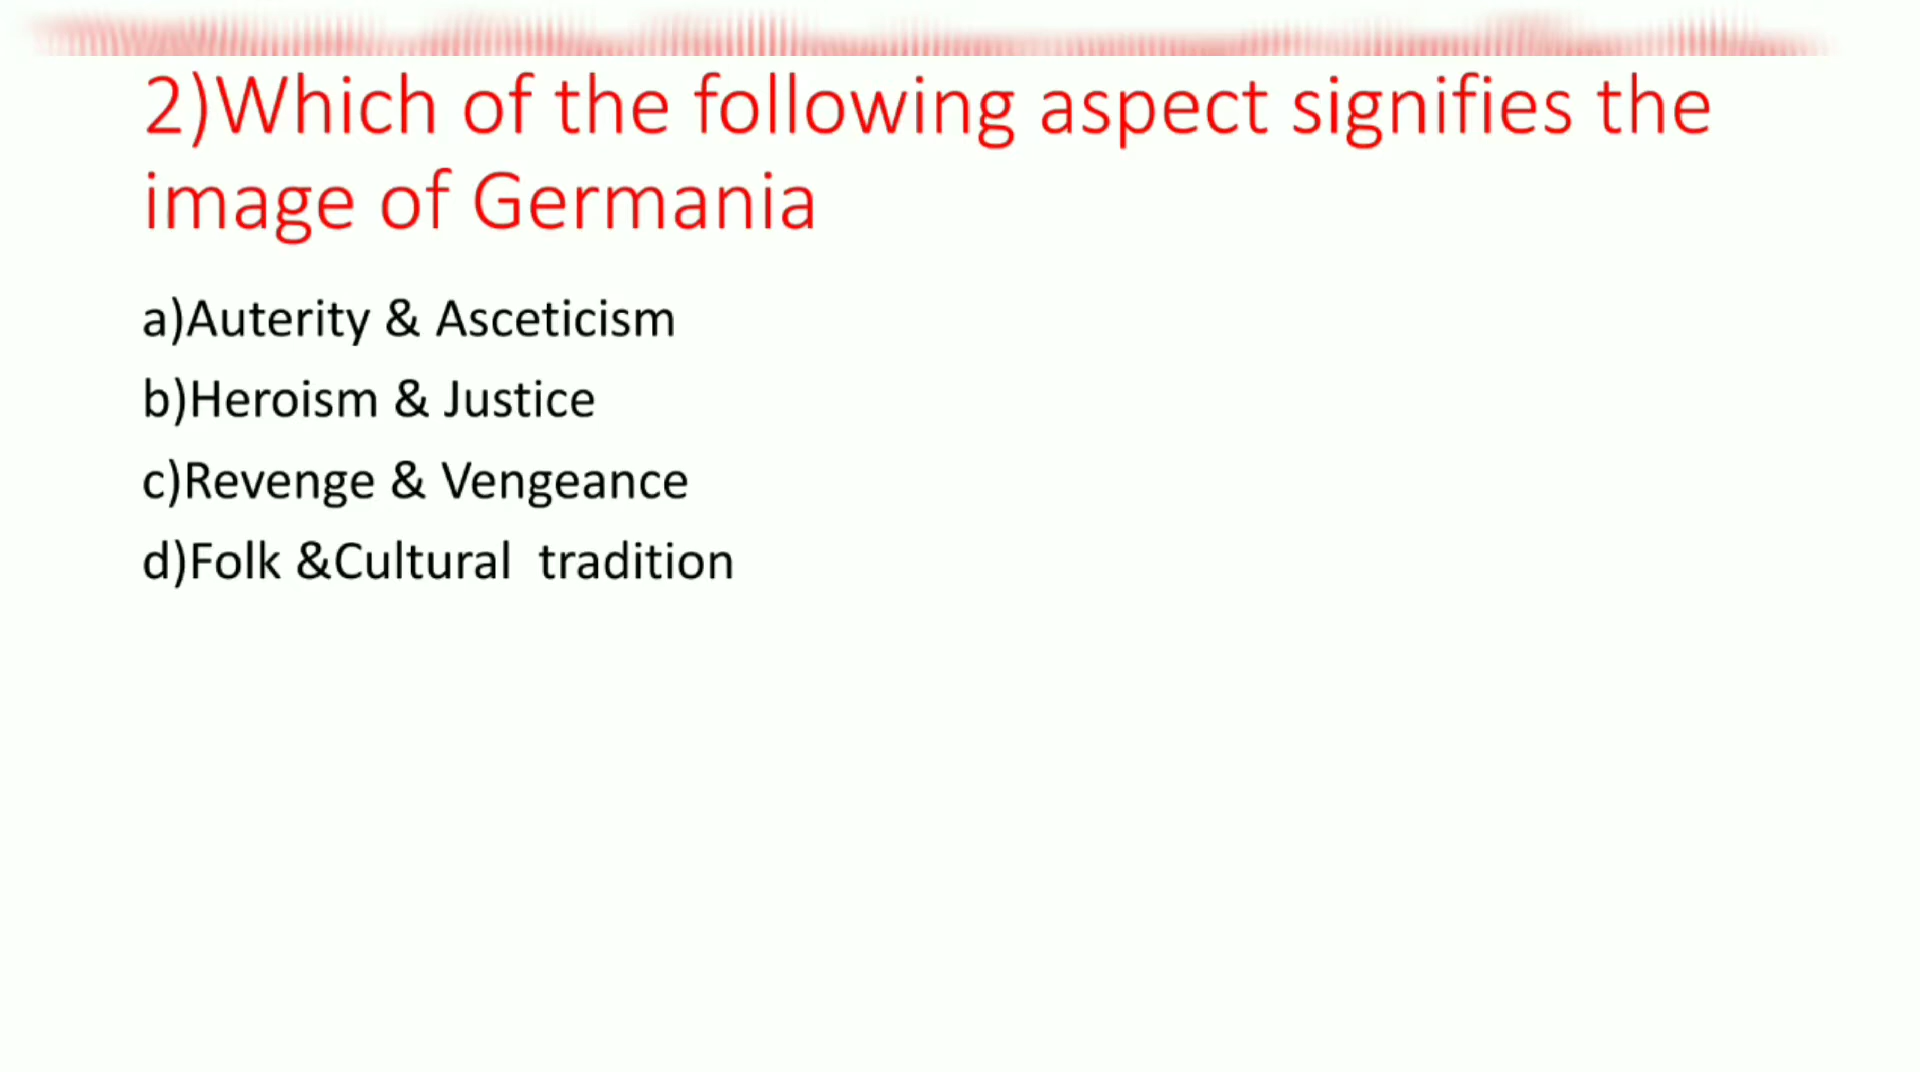 2)Which of the following aspect signifies the
image of Germania
a)Auterity & Asceticism
b)Heroism & Justice
c)Revenge & Vengeance
d)Folk &Cultural tradition